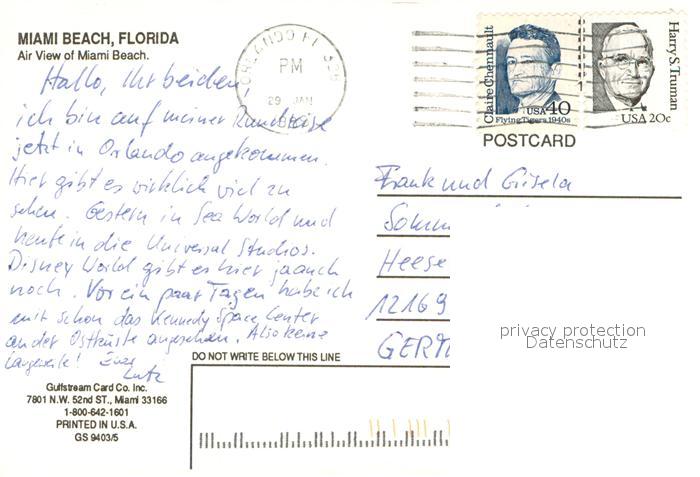 MIAMI BEACH, FLORIDA
Air View of Miami Beach.
Hallo, Ihr beiden,
ich bin auf meiner Rundreise
jetzt in Orlando angekommen.
Hier gibt es wirklich viel zu
sehen. Gestern in Sea World und
heute in die Universal Studios.
Disney World gibt es hier ja auch
noch. Vor ein paar Tagen habe ich
mir schon das Kennedy Space Center
an der Ostküste angesehen. Also keine
Langeweile! Euer
Lutz
Gulfstream Card Co. Inc.
7801 N.W. 52nd ST., Miami 33166
1-800-642-1601
PRINTED IN U.S.A.
GS 9403/5
ORLANDO FL 328
PM
29 JAN
Claire Chennault
USA 40
Flying Tigers 1940s
Harry S. Truman
USA 20c
POSTCARD
Frank und Gisela
Somm
Heese
12169
GERM
privacy protection
Datenschutz
DO NOT WRITE BELOW THIS LINE